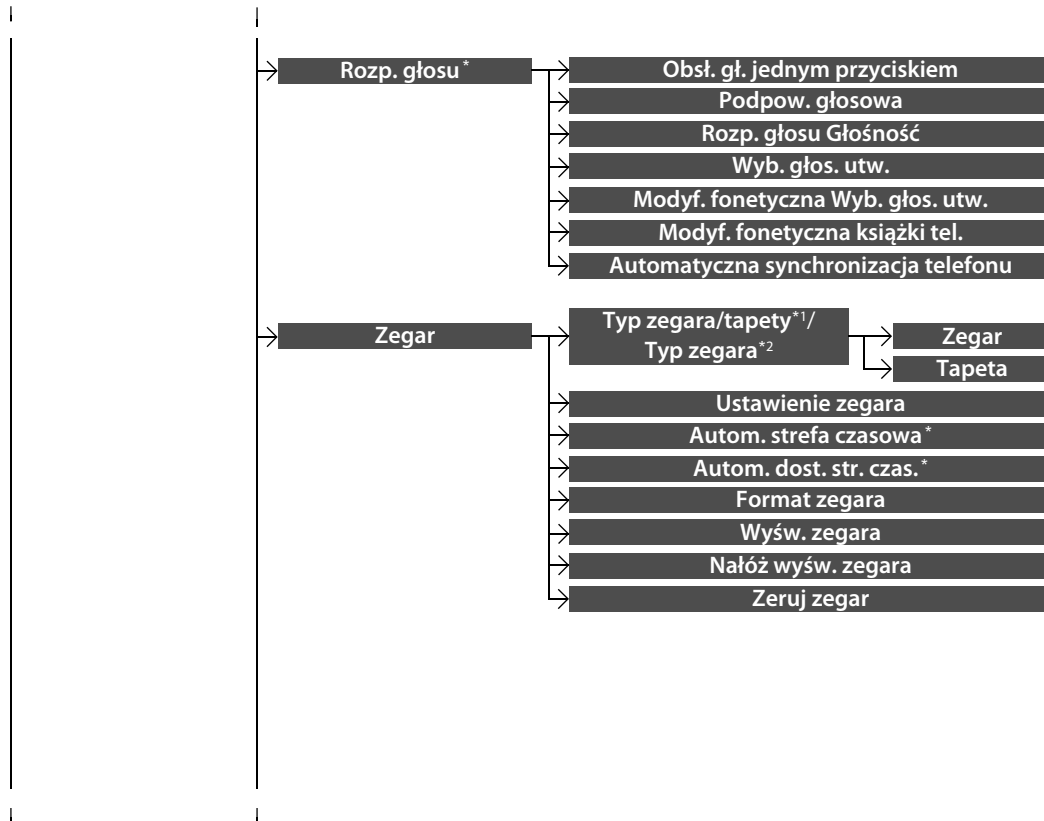 Rozp. głosu*
Obsł. gł. jednym przyciskiem
Podpow. głosowa
Rozp. głosu Głośność
Wyb. głos. utw.
Modyf. fonetyczna Wyb. głos. utw.
Modyf. fonetyczna książki tel.
Automatyczna synchronizacja telefonu
Zegar
Typ zegara/tapety*1/
Typ zegara*2
Zegar
Tapeta
Ustawienie zegara
Autom. strefa czasowa*
Autom. dost. str. czas.*
Format zegara
Wyśw. zegara
Nałóż wyśw. zegara
Zeruj zegar